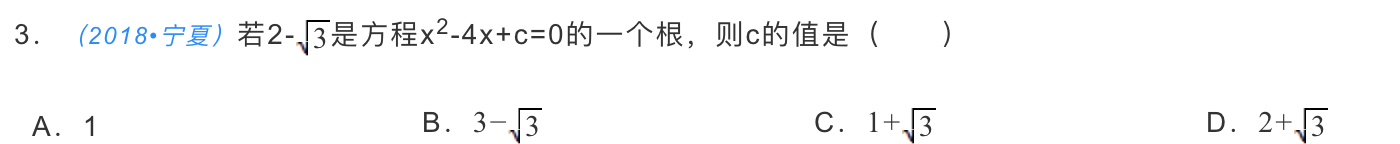 3. (2018•宁夏) 若2-√3是方程x²-4x+c=0的一个根，则c的值是（　　）
A. 1　　B. 3-√3　　C. 1+√3　　D. 2+√3